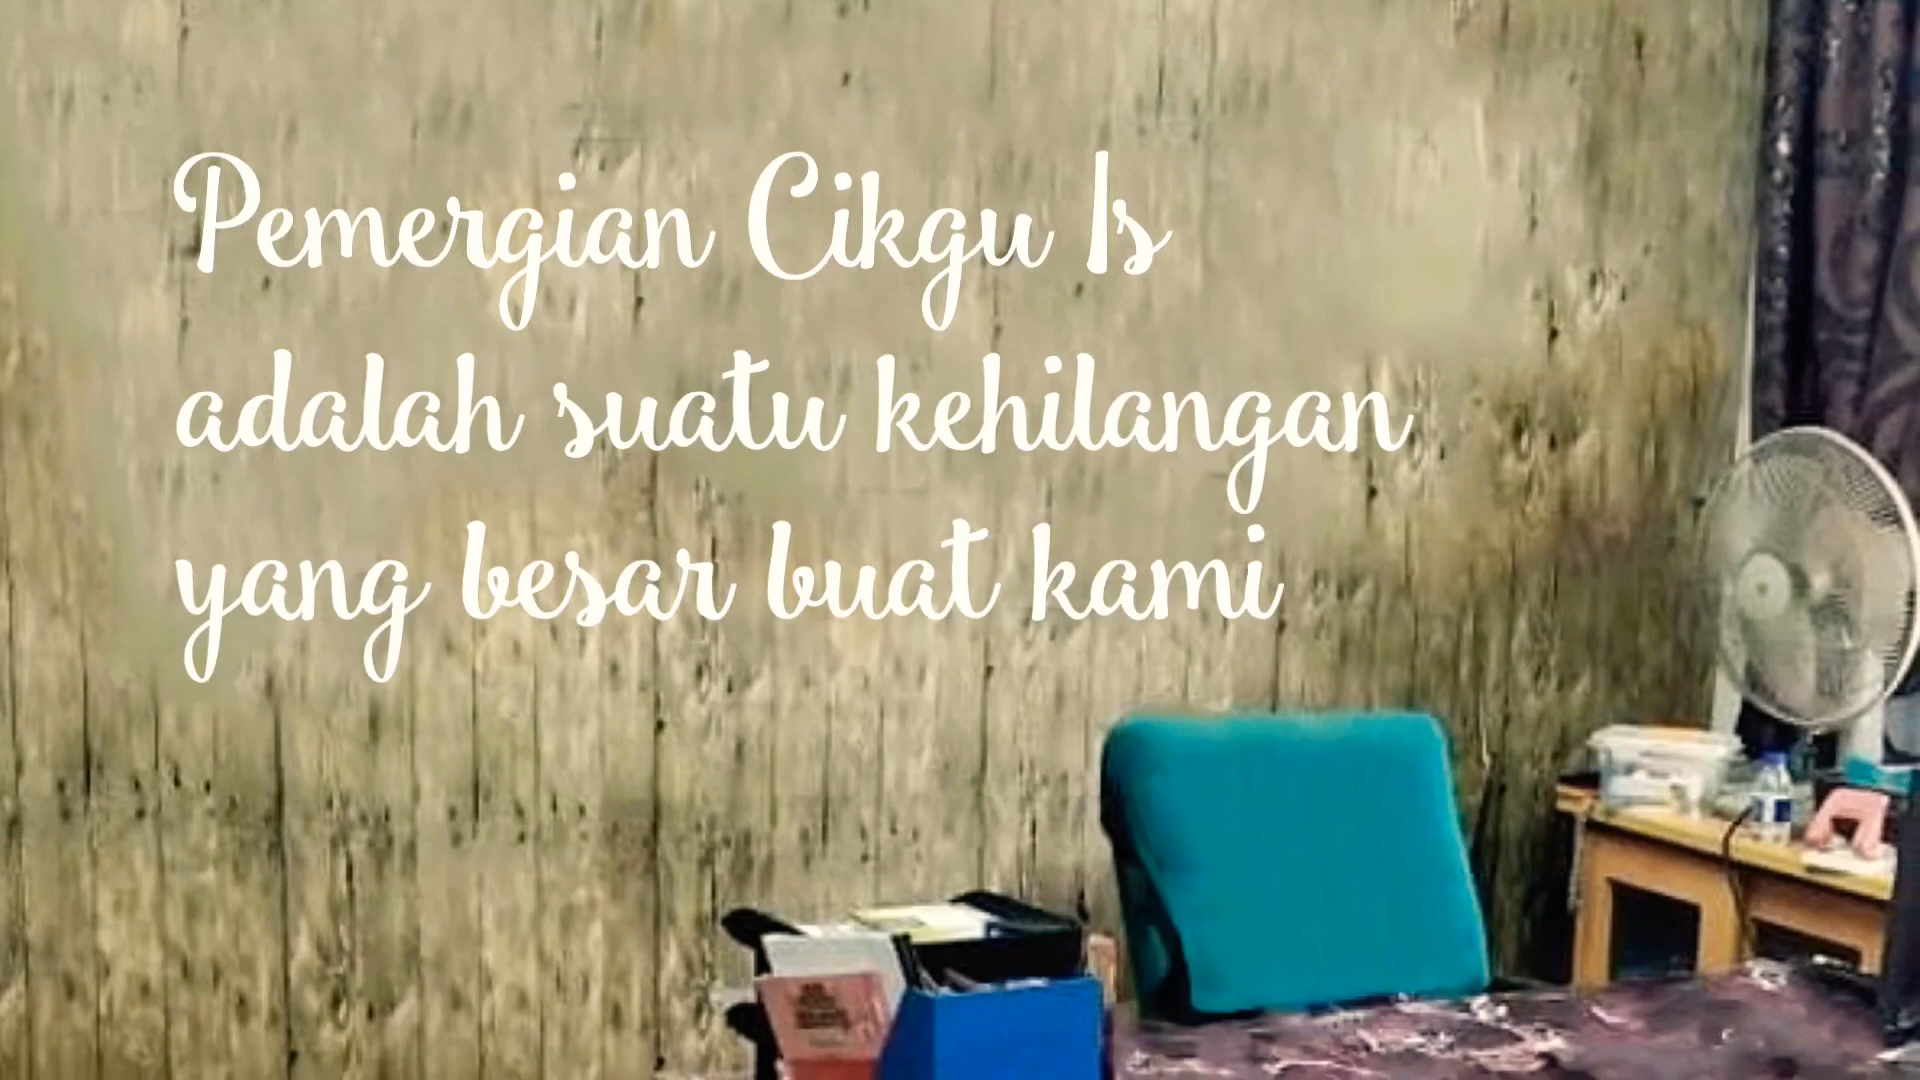 Pemergian Cikgu Is
adalah suatu kehilangan
yang besar buat kami